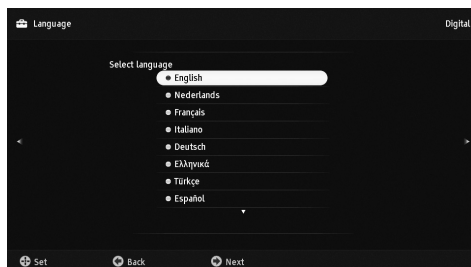 Language
Digital
Select language
English
Nederlands
Français
Italiano
Deutsch
Ελληνικά
Türkçe
Español
Set Back Next